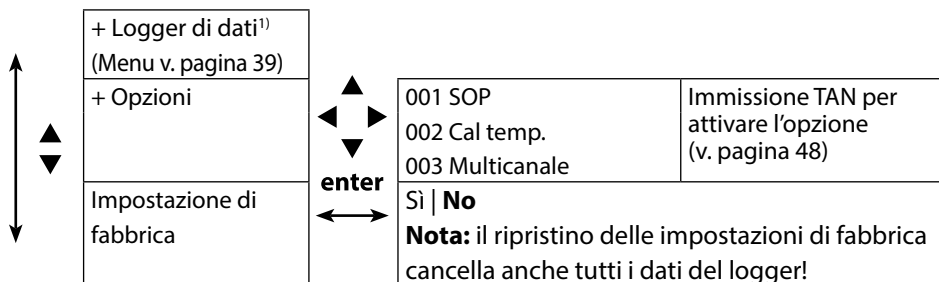 + Logger di dati¹⁾
(Menu v. pagina 39)
+ Opzioni
001 SOP
002 Cal temp.
003 Multicanale
Immissione TAN per
attivare l'opzione
(v. pagina 48)
enter
Impostazione di
fabbrica
Sì | No
Nota: il ripristino delle impostazioni di fabbrica
cancella anche tutti i dati del logger!